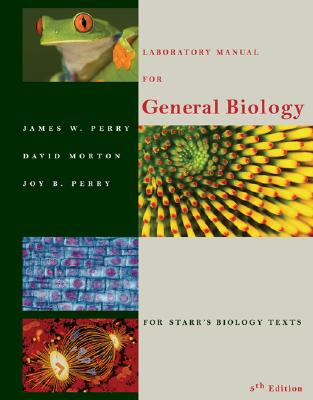 LABORATORY MANUAL
FOR
General Biology
JAMES W. PERRY
DAVID MORTON
JOY B. PERRY
FOR STARR'S BIOLOGY TEXTS
5th Edition